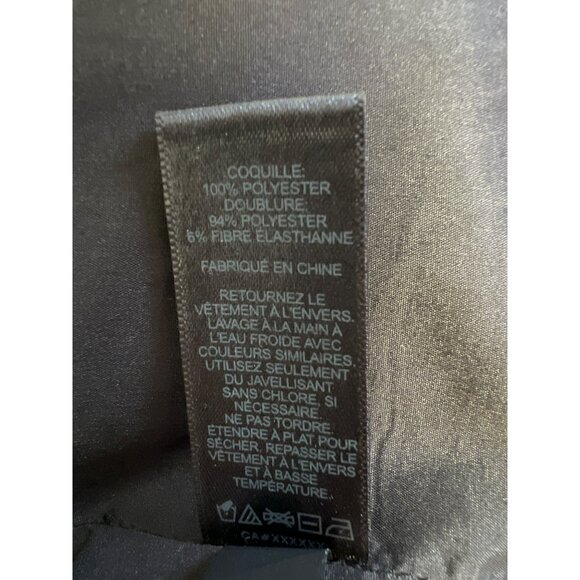 COQUILLE:
100% POLYESTER
DOUBLURE:
94% POLYESTER
6% FIBRE ÉLASTHANNE
FABRIQUÉ EN CHINE
RETOURNEZ LE
VÊTEMENT À L'ENVERS.
LAVAGE À LA MAIN À
L'EAU FROIDE AVEC
COULEURS SIMILAIRES.
UTILISEZ SEULEMENT
DU JAVELLISANT
SANS CHLORE, SI
NÉCESSAIRE.
NE PAS TORDRE.
ÉTENDRE À PLAT POUR
SÉCHER. REPASSER LE
VÊTEMENT À L'ENVERS
ET À BASSE
TEMPÉRATURE.